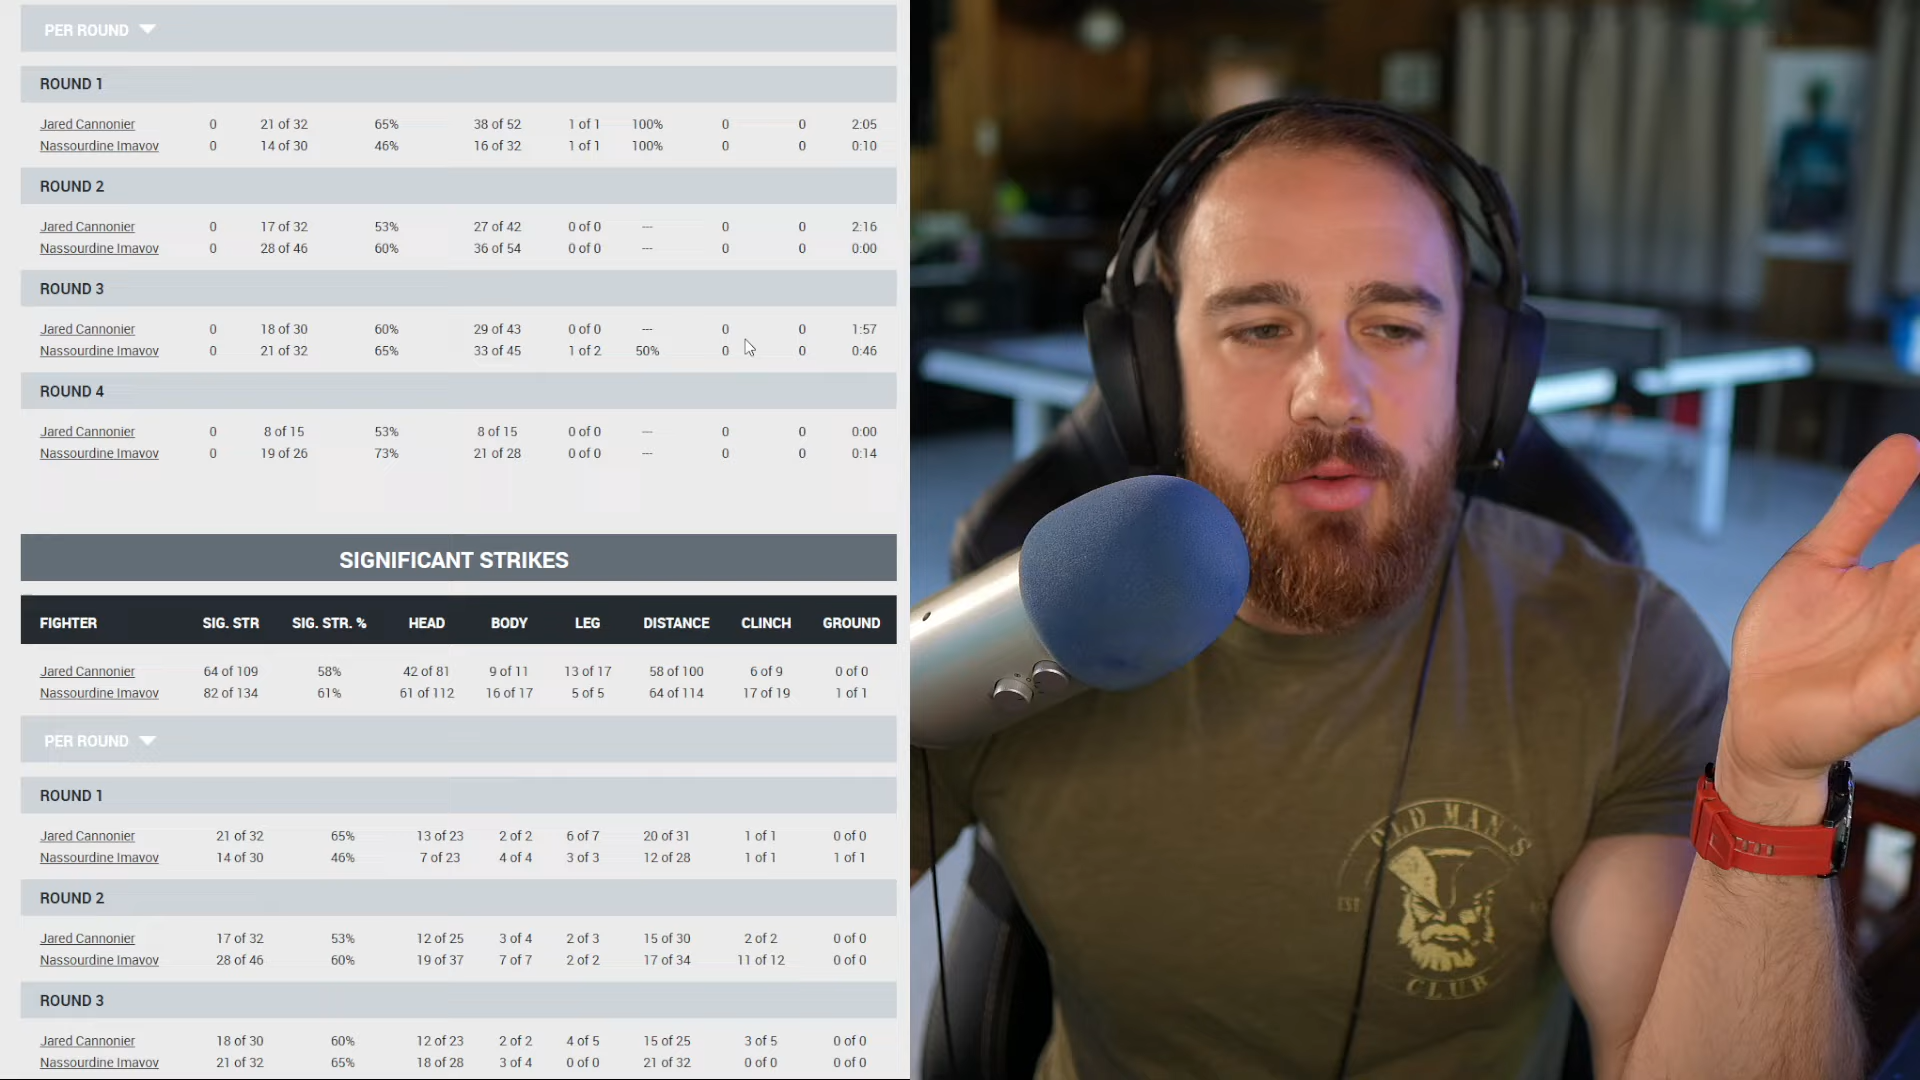 PER ROUND
ROUND 1
Jared Cannonier 0 21 of 32 65% 38 of 52 1 of 1 100% 0 0 2:05
Nassourdine Imavov 0 14 of 30 46% 16 of 32 1 of 1 100% 0 0 0:10
ROUND 2
Jared Cannonier 0 17 of 32 53% 27 of 42 0 of 0 --- 0 0 2:16
Nassourdine Imavov 0 28 of 46 60% 36 of 54 0 of 0 --- 0 0 0:00
ROUND 3
Jared Cannonier 0 18 of 30 60% 29 of 43 0 of 0 --- 0 0 1:57
Nassourdine Imavov 0 21 of 32 65% 33 of 45 1 of 2 50% 0 0 0:46
ROUND 4
Jared Cannonier 0 8 of 15 53% 8 of 15 0 of 0 --- 0 0 0:00
Nassourdine Imavov 0 19 of 26 73% 21 of 28 0 of 0 --- 0 0 0:14
SIGNIFICANT STRIKES
FIGHTER SIG. STR SIG. STR. % HEAD BODY LEG DISTANCE CLINCH GROUND
Jared Cannonier 64 of 109 58% 42 of 81 9 of 11 13 of 17 58 of 100 6 of 9 0 of 0
Nassourdine Imavov 82 of 134 61% 61 of 112 16 of 17 5 of 5 64 of 114 17 of 19 1 of 1
PER ROUND
ROUND 1
Jared Cannonier 21 of 32 65% 13 of 23 2 of 2 6 of 7 20 of 31 1 of 1 0 of 0
Nassourdine Imavov 14 of 30 46% 7 of 23 4 of 4 3 of 3 12 of 28 1 of 1 1 of 1
ROUND 2
Jared Cannonier 17 of 32 53% 12 of 25 3 of 4 2 of 3 15 of 30 2 of 2 0 of 0
Nassourdine Imavov 28 of 46 60% 19 of 37 7 of 7 2 of 2 17 of 34 11 of 12 0 of 0
ROUND 3
Jared Cannonier 18 of 30 60% 12 of 23 2 of 2 4 of 5 15 of 25 3 of 5 0 of 0
Nassourdine Imavov 21 of 32 65% 18 of 28 3 of 4 0 of 0 21 of 32 0 of 0 0 of 0
OLD MAN'S
EST
CLUB